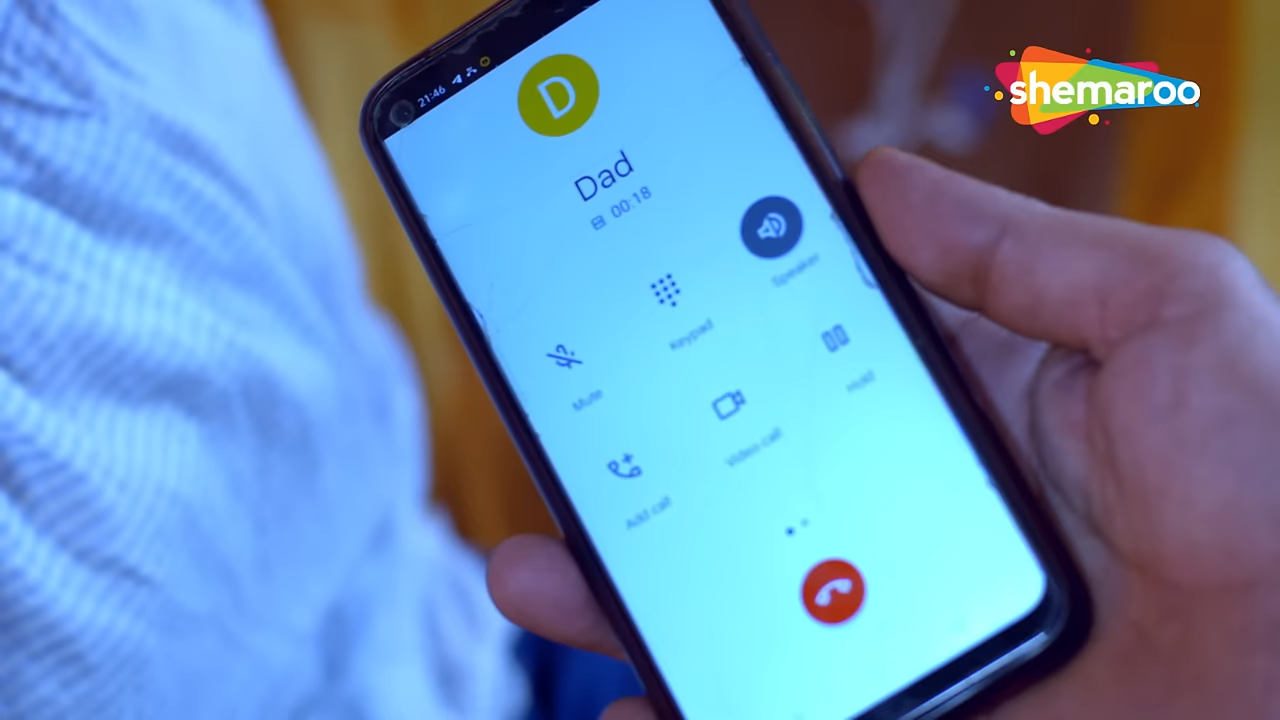 shemaroo
21:46
D
Dad
00:18
Speaker
Keypad
Mute
Hold
Video call
Add call